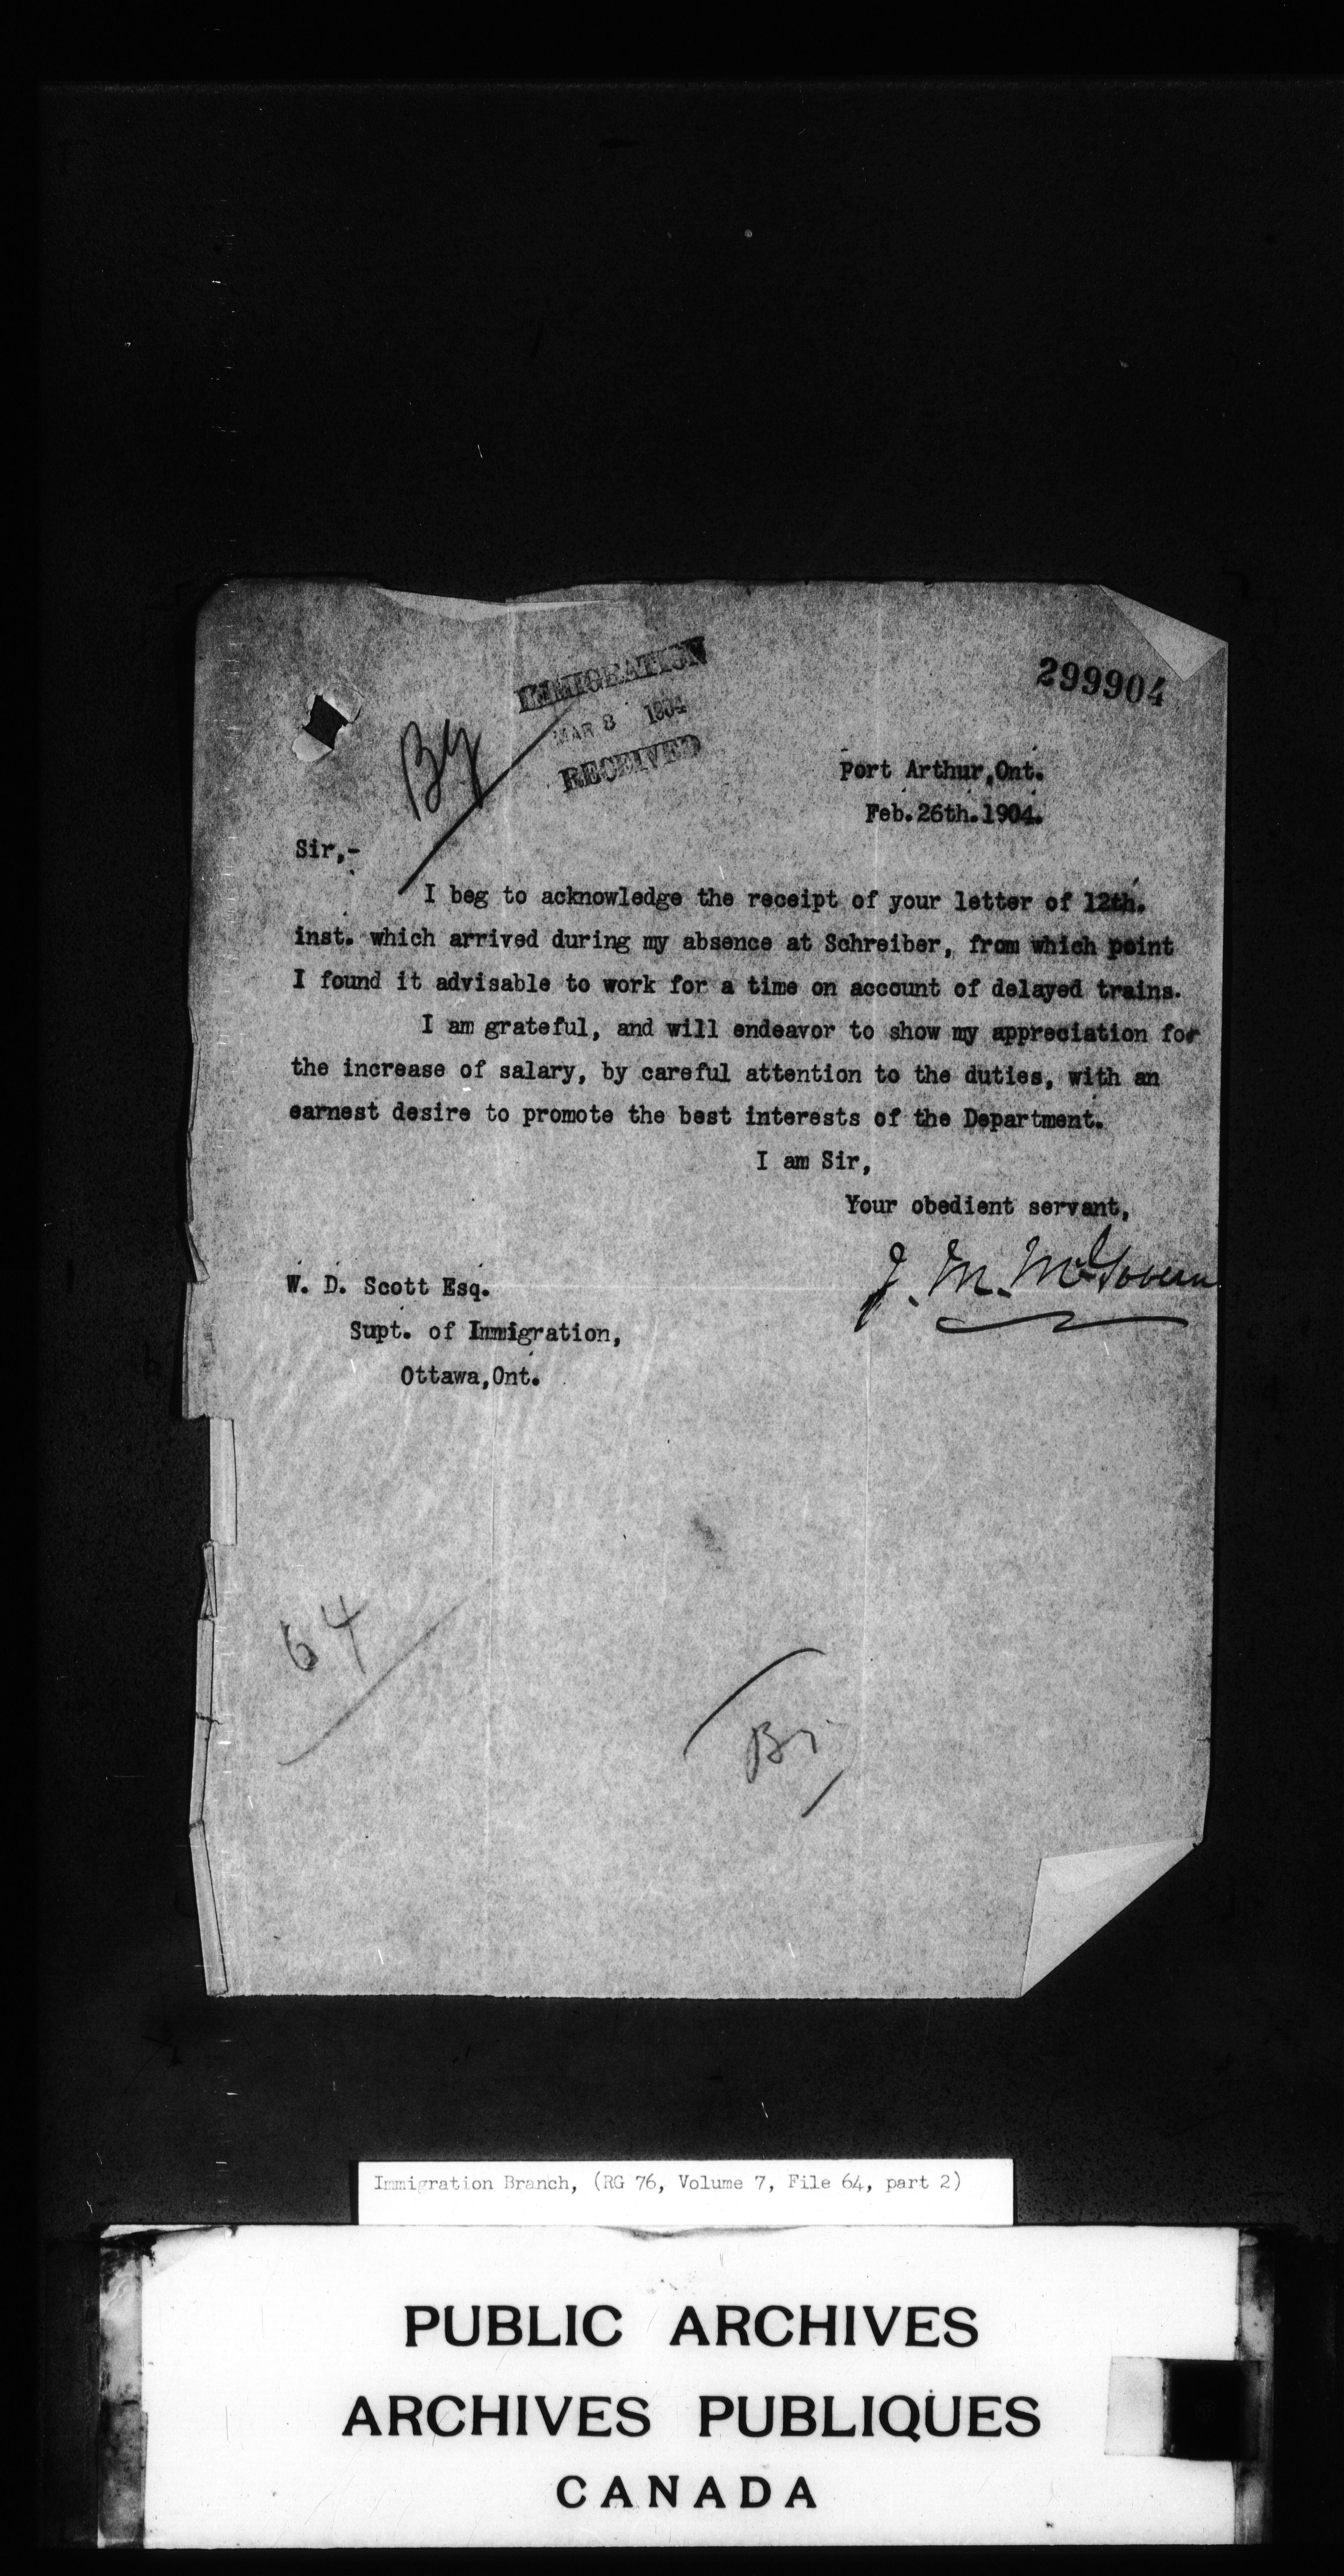 IMMIGRATION
MAR 8 1904
RECEIVED
299904
By
Port Arthur,Ont.
Feb.26th.1904.
Sir,-
I beg to acknowledge the receipt of your letter of 12th.
inst. which arrived during my absence at Schreiber, from which point
I found it advisable to work for a time on account of delayed trains.
I am grateful, and will endeavor to show my appreciation for
the increase of salary, by careful attention to the duties, with an
earnest desire to promote the best interests of the Department.
I am Sir,
Your obedient servant,
J. M. McGovern
W. D. Scott Esq.
Supt. of Immigration,
Ottawa,Ont.
64
Immigration Branch, (RG 76, Volume 7, File 64, part 2)
PUBLIC ARCHIVES
ARCHIVES PUBLIQUES
CANADA